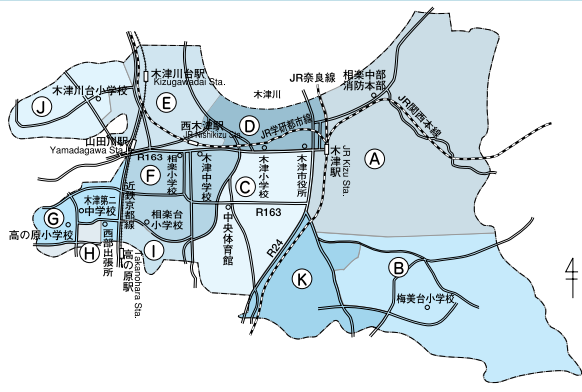 木津川台駅
Kizugawadai Sta.
木津川台小学校
J
E
木津川
JR奈良線
相楽中部
消防本部
JR関西本線
D
JR学研都市線
西木津駅
JR Nishikizu Sta.
山田川駅
Yamadagawa Sta.
R163
F
相楽小学校
木津中学校
C
木津小学校
木津市役所
木津駅
JR Kizu Sta.
A
近鉄京都線
木津第二
中学校
G
高の原小学校
H
西部出張所
相楽台
小学校
I
高の原駅
Takanohara Sta.
中央体育館
R163
R24
K
B
梅美台小学校